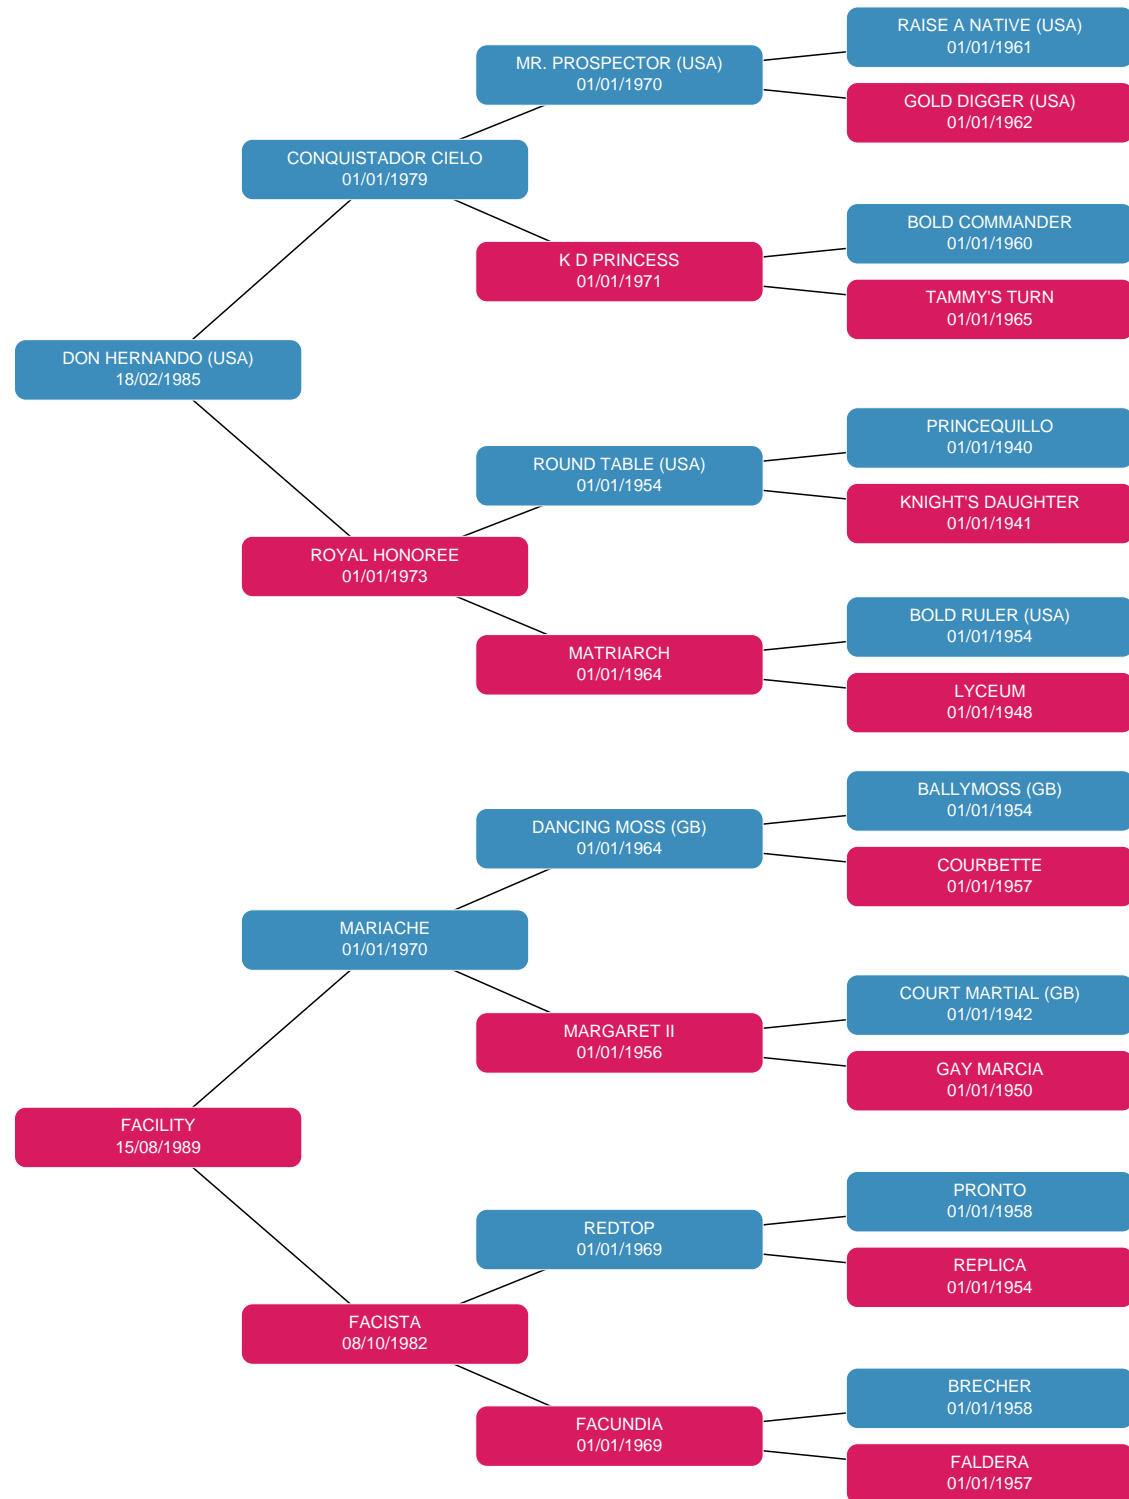 RAISE A NATIVE (USA)
01/01/1961
MR. PROSPECTOR (USA)
01/01/1970
GOLD DIGGER (USA)
01/01/1962
CONQUISTADOR CIELO
01/01/1979
BOLD COMMANDER
01/01/1960
K D PRINCESS
01/01/1971
TAMMY'S TURN
01/01/1965
DON HERNANDO (USA)
18/02/1985
PRINCEQUILLO
01/01/1940
ROUND TABLE (USA)
01/01/1954
KNIGHT'S DAUGHTER
01/01/1941
ROYAL HONOREE
01/01/1973
BOLD RULER (USA)
01/01/1954
MATRIARCH
01/01/1964
LYCEUM
01/01/1948
BALLYMOSS (GB)
01/01/1954
DANCING MOSS (GB)
01/01/1964
COURBETTE
01/01/1957
MARIACHE
01/01/1970
COURT MARTIAL (GB)
01/01/1942
MARGARET II
01/01/1956
GAY MARCIA
01/01/1950
FACILITY
15/08/1989
PRONTO
01/01/1958
REDTOP
01/01/1969
REPLICA
01/01/1954
FACISTA
08/10/1982
BRECHER
01/01/1958
FACUNDIA
01/01/1969
FALDERA
01/01/1957